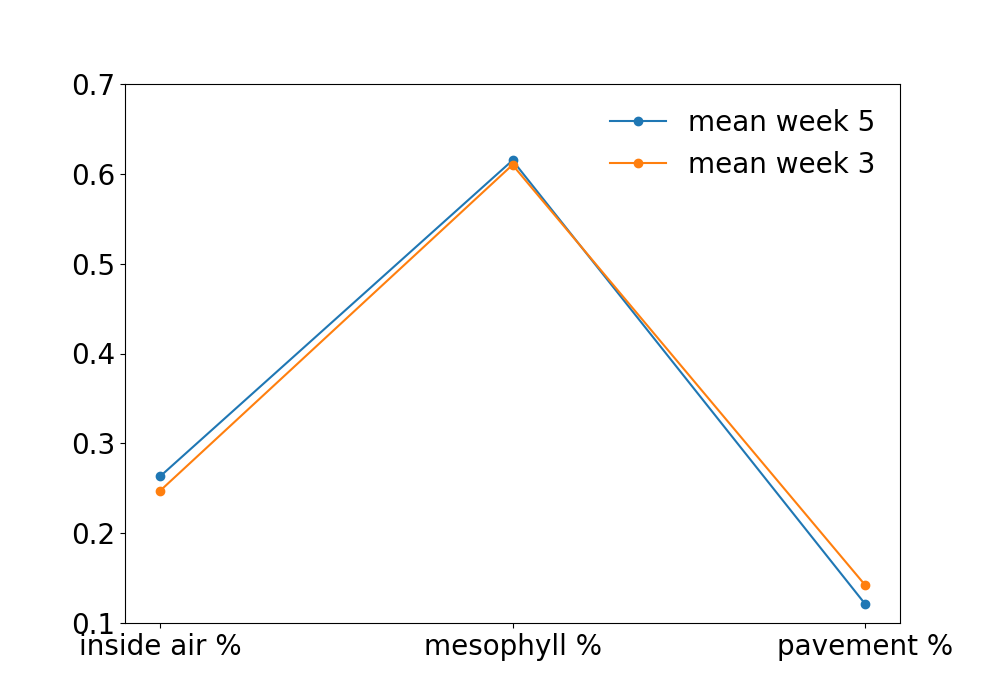 0.7
0.6
0.5
0.4
0.3
0.2
0.1
mean week 5
mean week 3
inside air %
mesophyll %
pavement %